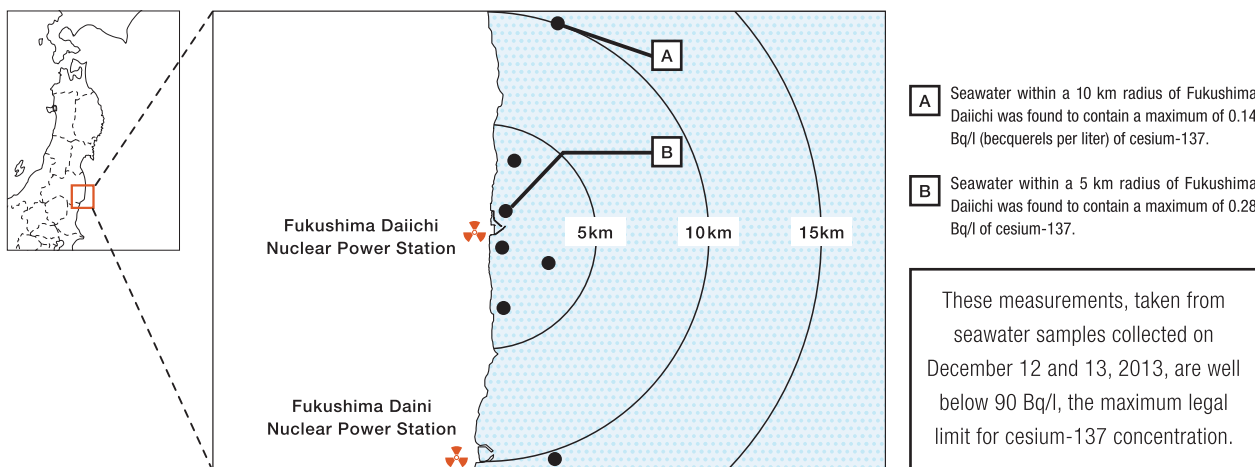 A
B
Fukushima Daiichi
Nuclear Power Station
5km
10km
15km
Fukushima Daini
Nuclear Power Station
A
Seawater within a 10 km radius of Fukushima
Daiichi was found to contain a maximum of 0.14
Bq/l (becquerels per liter) of cesium-137.
B
Seawater within a 5 km radius of Fukushima
Daiichi was found to contain a maximum of 0.28
Bq/l of cesium-137.
These measurements, taken from
seawater samples collected on
December 12 and 13, 2013, are well
below 90 Bq/l, the maximum legal
limit for cesium-137 concentration.